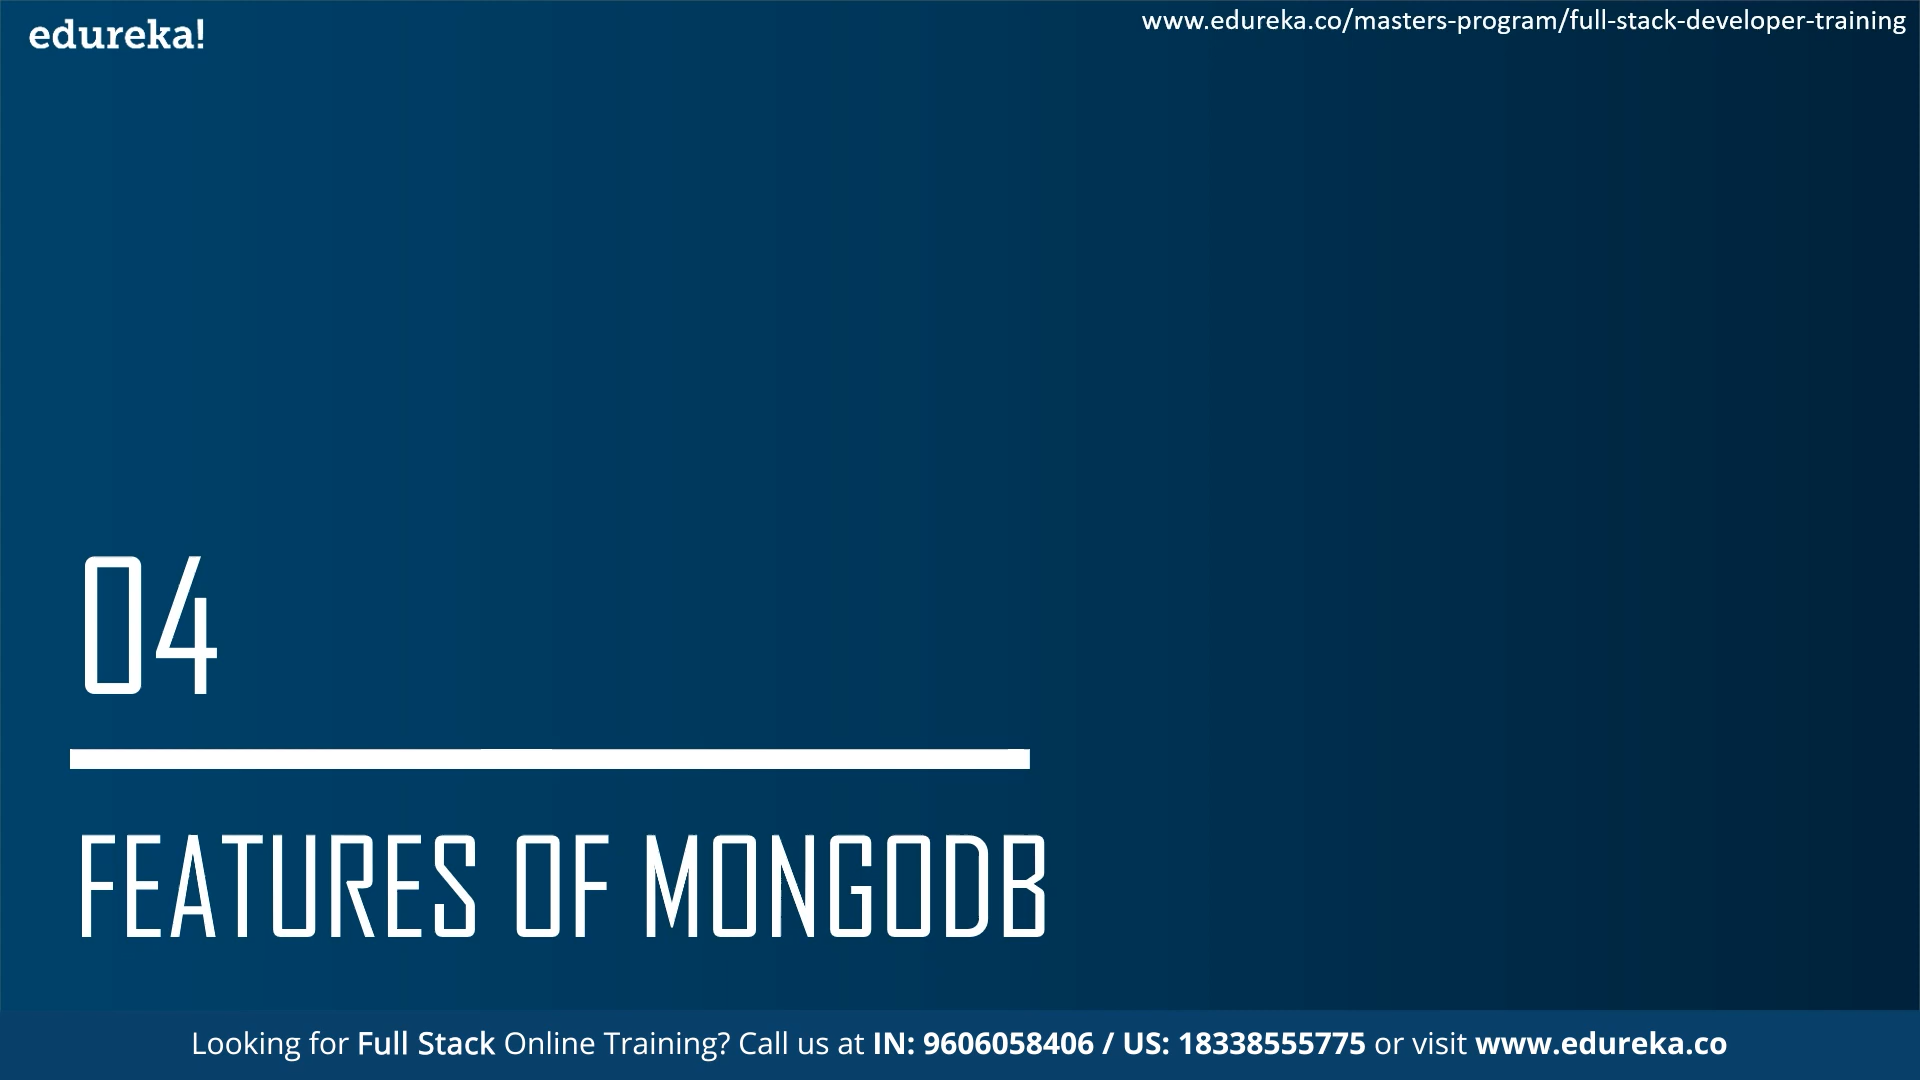 edureka!
www.edureka.co/masters-program/full-stack-developer-training
04
FEATURES OF MONGODB
Looking for Full Stack Online Training? Call us at IN: 9606058406 / US: 18338555775 or visit www.edureka.co